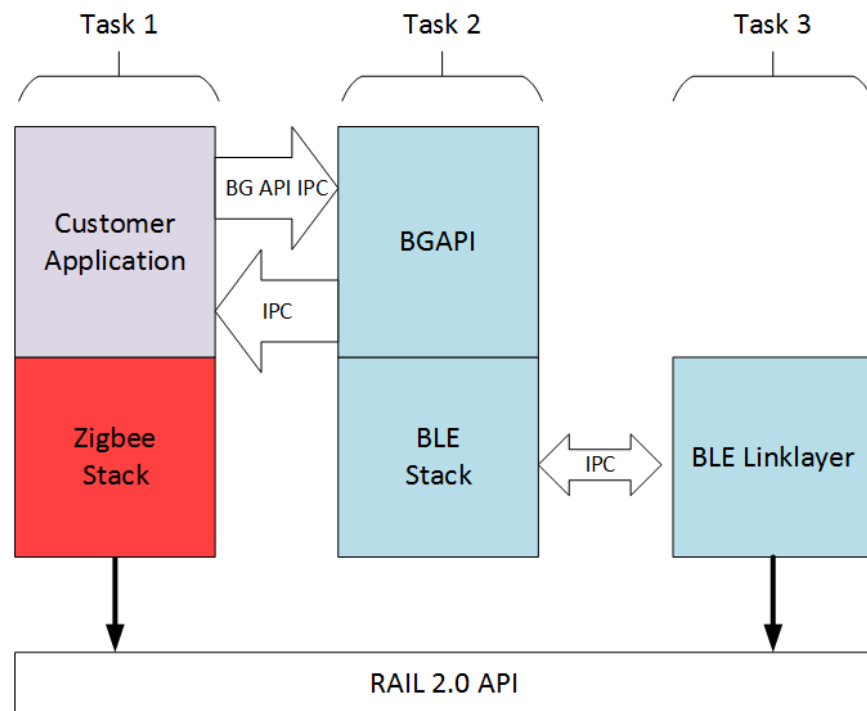 Task 1
Task 2
Task 3
Customer
Application
BG API IPC
IPC
BGAPI
Zigbee
Stack
BLE
Stack
IPC
BLE Linklayer
RAIL 2.0 API